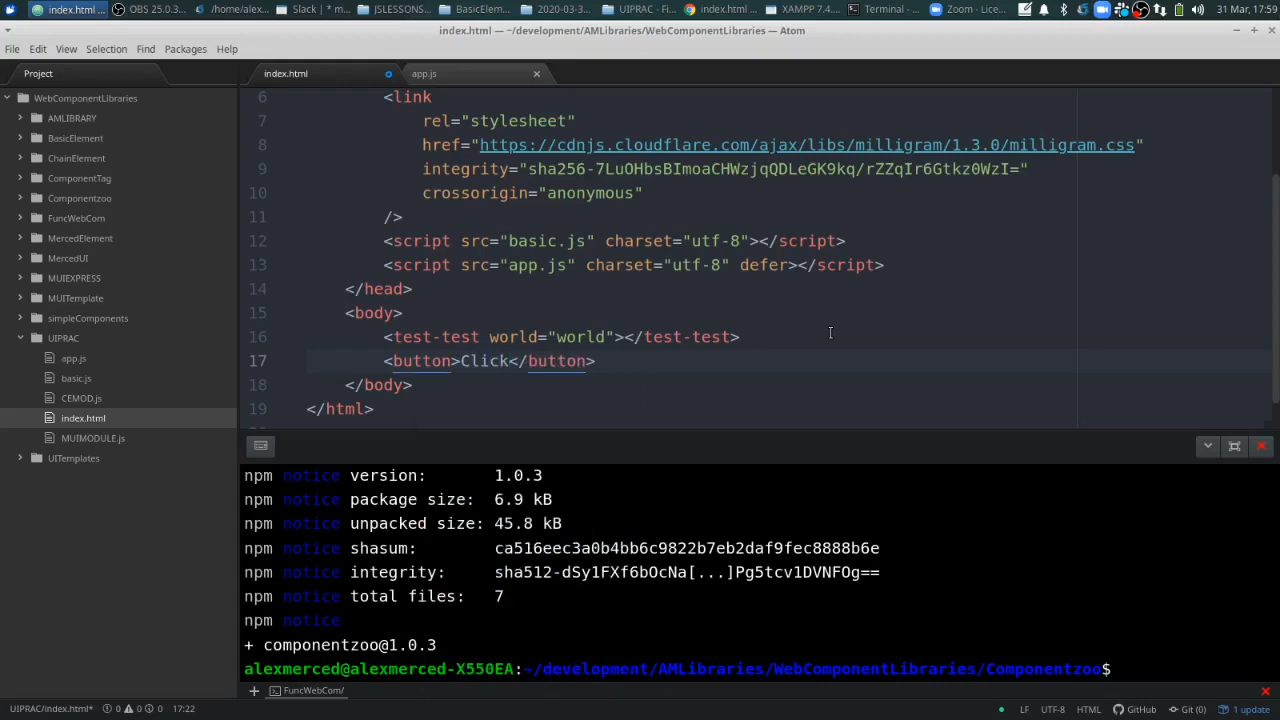 index.html ...
OBS 25.0.3...
/home/alex...
Slack | * m...
JSLESSONS...
BasicElem...
2020-03-3...
UIPRAC - Fi...
index.html ...
XAMPP 7.4...
Terminal - ...
Zoom - Lice...
31 Mar, 17:59
index.html — ~/development/AMLibraries/WebComponentLibraries — Atom
File Edit View Selection Find Packages Help
Project
index.html
app.js
WebComponentLibraries
AMLIBRARY
BasicElement
ChainElement
ComponentTag
Componentzoo
FuncWebCom
MercedElement
MercedUI
MUIEXPRESS
MUITemplate
simpleComponents
UIPRAC
app.js
basic.js
CEMOD.js
index.html
MUIMODULE.js
UITemplates
6 <link
7 rel="stylesheet"
8 href="https://cdnjs.cloudflare.com/ajax/libs/milligram/1.3.0/milligram.css"
9 integrity="sha256-7LuOHbsBImoaCHWzjqQDLeGK9kq/rZZqIr6Gtkz0WzI="
10 crossorigin="anonymous"
11 />
12 <script src="basic.js" charset="utf-8"></script>
13 <script src="app.js" charset="utf-8" defer></script>
14 </head>
15 <body>
16 <test-test world="world"></test-test>
17 <button>Click</button>
18 </body>
19 </html>
npm notice version: 1.0.3
npm notice package size: 6.9 kB
npm notice unpacked size: 45.8 kB
npm notice shasum: ca516eec3a0b4bb6c9822b7eb2daf9fec8888b6e
npm notice integrity: sha512-dSy1FXf6bOcNa[...]Pg5tcv1DVNFOg==
npm notice total files: 7
npm notice
+ componentzoo@1.0.3
alexmerced@alexmerced-X550EA:~/development/AMLibraries/WebComponentLibraries/Componentzoo$
FuncWebCom/
UIPRAC/index.html* 0 0 0 17:22 LF UTF-8 HTML GitHub Git (0) 1 update